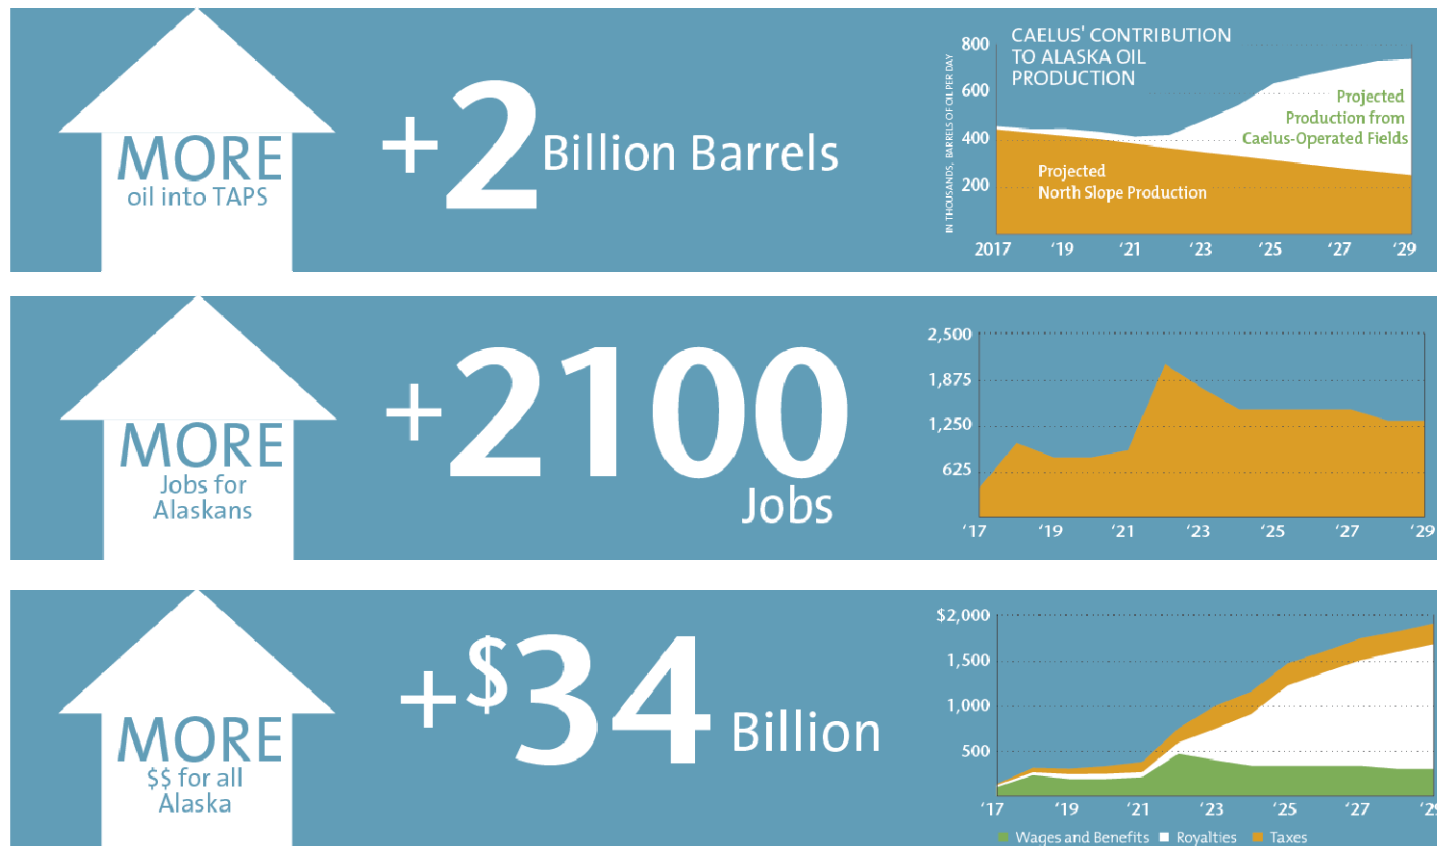 MORE
oil into TAPS
+2 Billion Barrels
CAELUS' CONTRIBUTION
TO ALASKA OIL
PRODUCTION
IN THOUSANDS, BARRELS OF OIL PER DAY
800
600
400
200
Projected
Production from
Caelus-Operated Fields
Projected
North Slope Production
2017 '19 '21 '23 '25 '27 '29
MORE
Jobs for
Alaskans
+2100
Jobs
2,500
1,875
1,250
625
'17 '19 '21 '23 '25 '27 '29
MORE
$$ for all
Alaska
+$34 Billion
$2,000
1,500
1,000
500
'17 '19 '21 '23 '25 '27 '29
Wages and Benefits Royalties Taxes